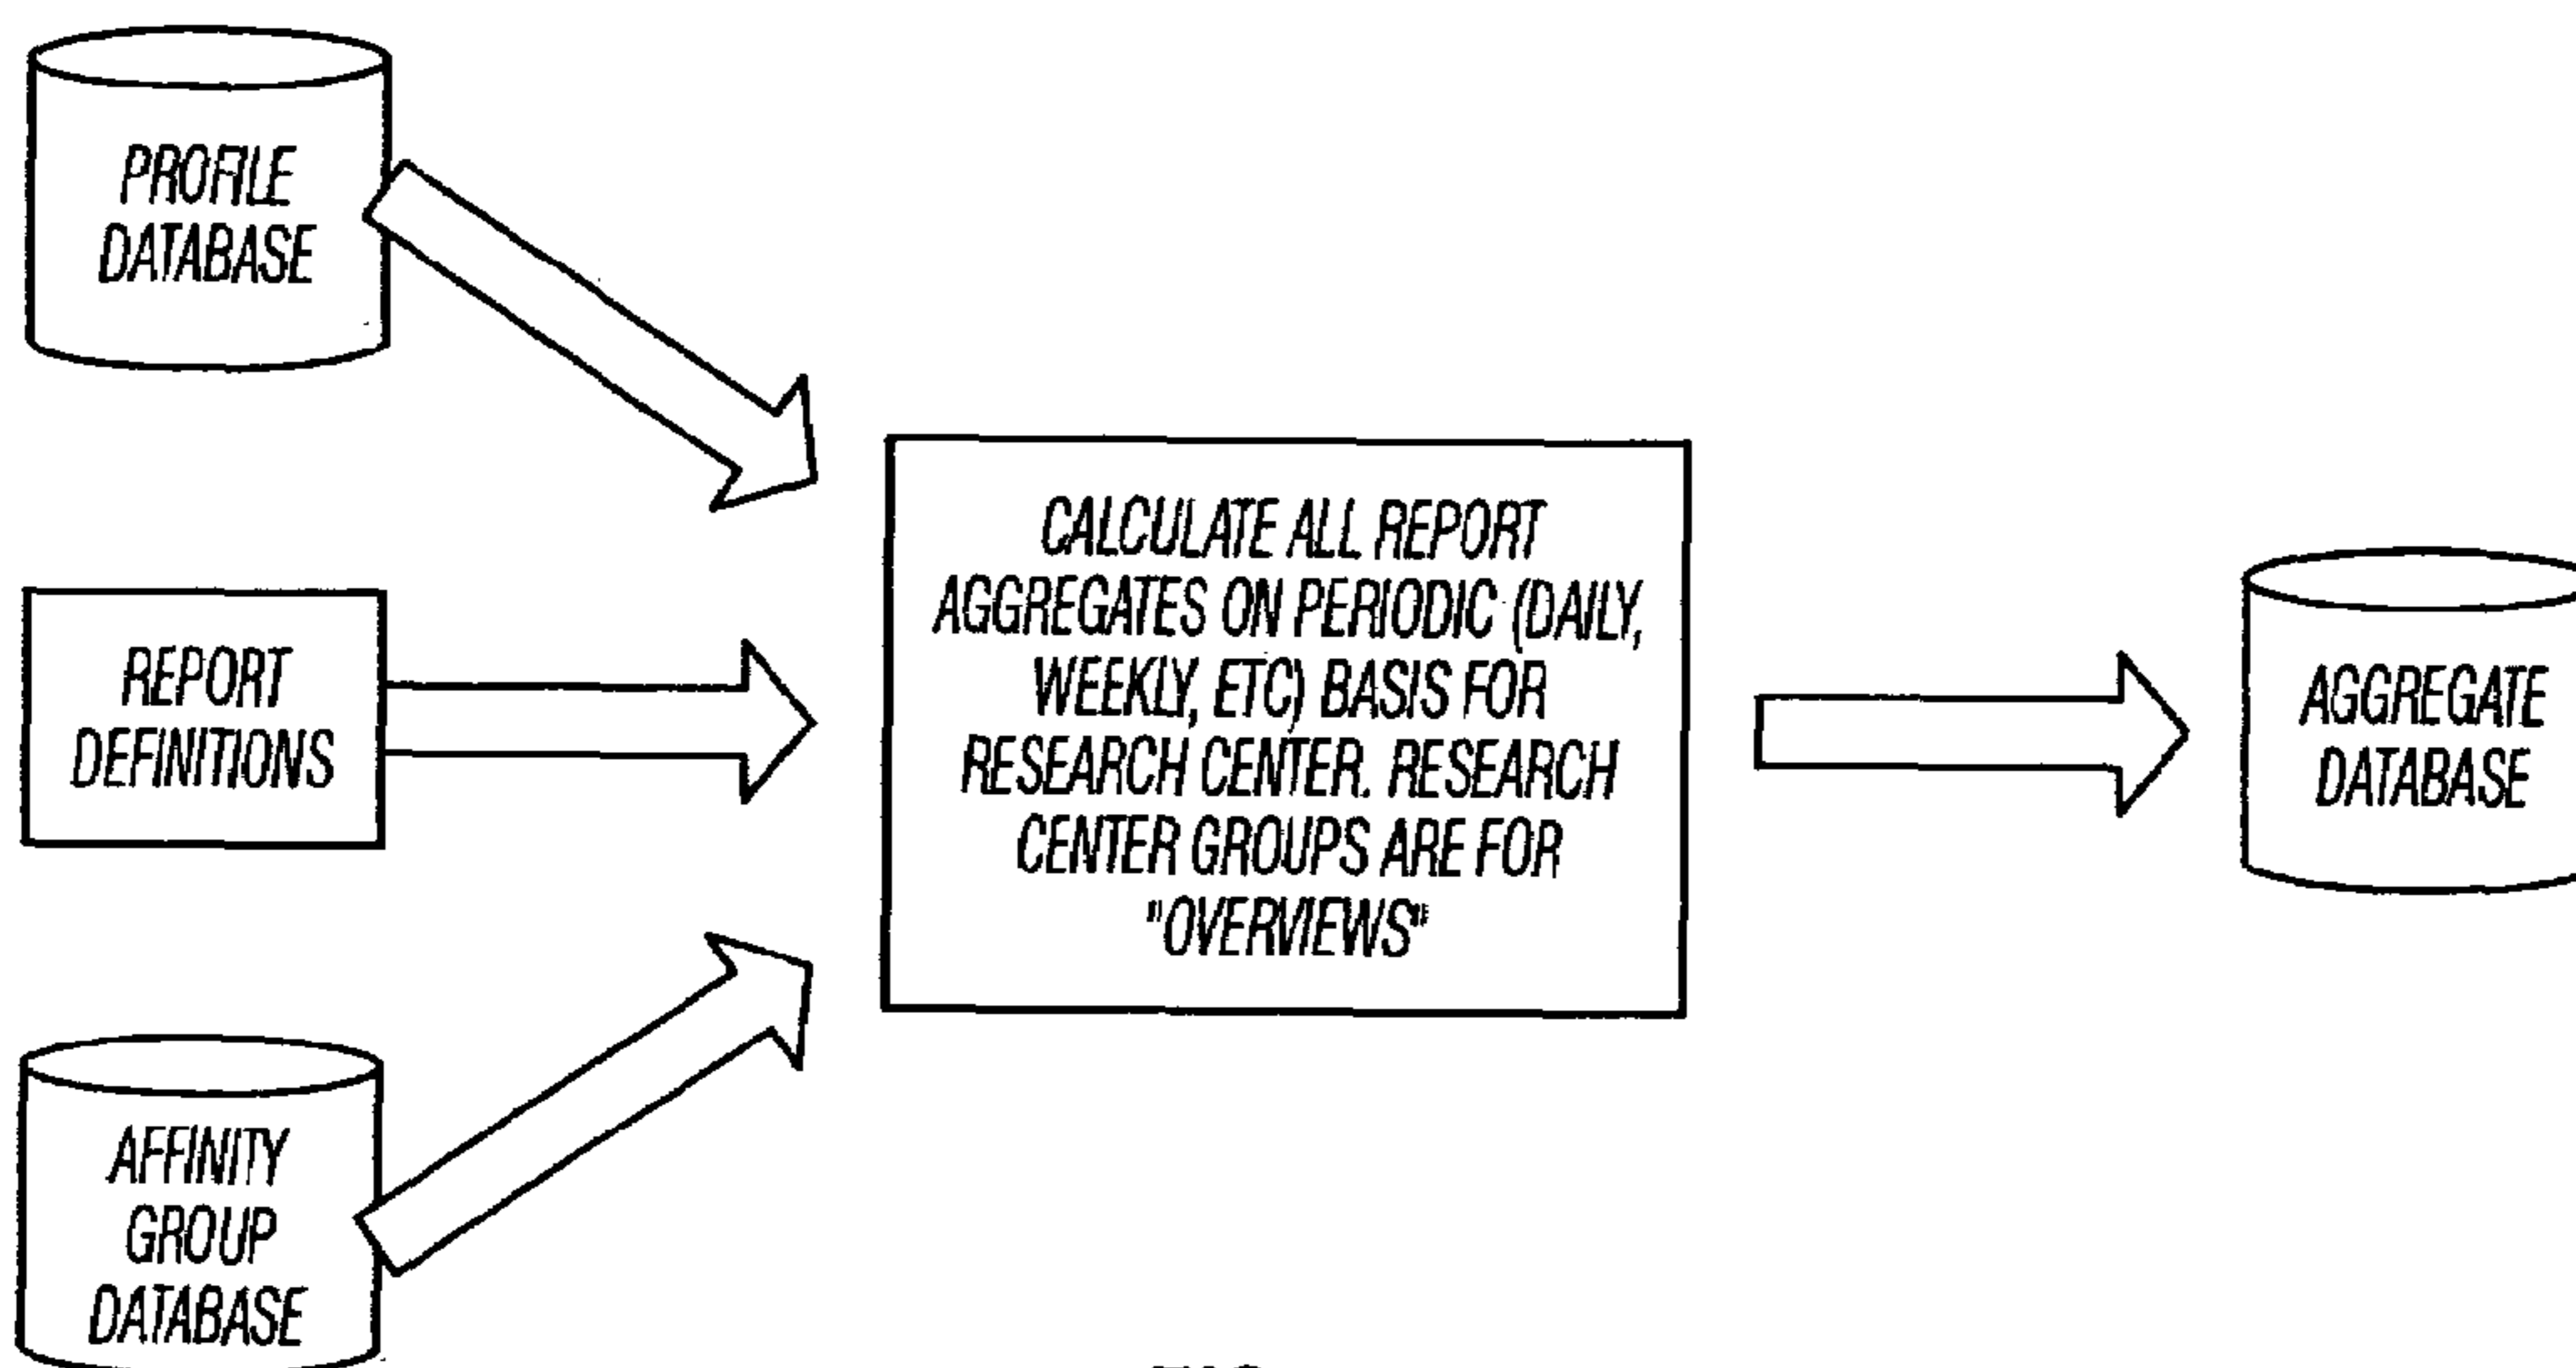 PROFILE
DATABASE
REPORT
DEFINITIONS
AFFINITY
GROUP
DATABASE
CALCULATE ALL REPORT
AGGREGATES ON PERIODIC (DAILY,
WEEKLY, ETC) BASIS FOR
RESEARCH CENTER. RESEARCH
CENTER GROUPS ARE FOR
"OVERVIEWS"
AGGREGATE
DATABASE